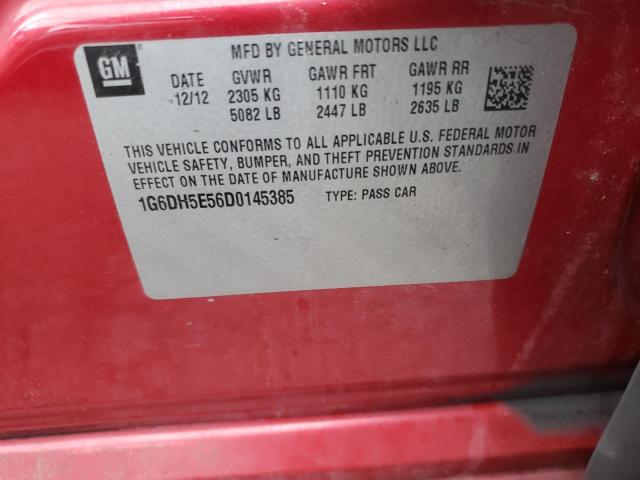 GM
MFD BY GENERAL MOTORS LLC
DATE GVWR GAWR FRT GAWR RR
12/12 2305 KG 1110 KG 1195 KG
5082 LB 2447 LB 2635 LB
THIS VEHICLE CONFORMS TO ALL APPLICABLE U.S. FEDERAL MOTOR
VEHICLE SAFETY, BUMPER, AND THEFT PREVENTION STANDARDS IN
EFFECT ON THE DATE OF MANUFACTURE SHOWN ABOVE.
1G6DH5E56D0145385 TYPE: PASS CAR